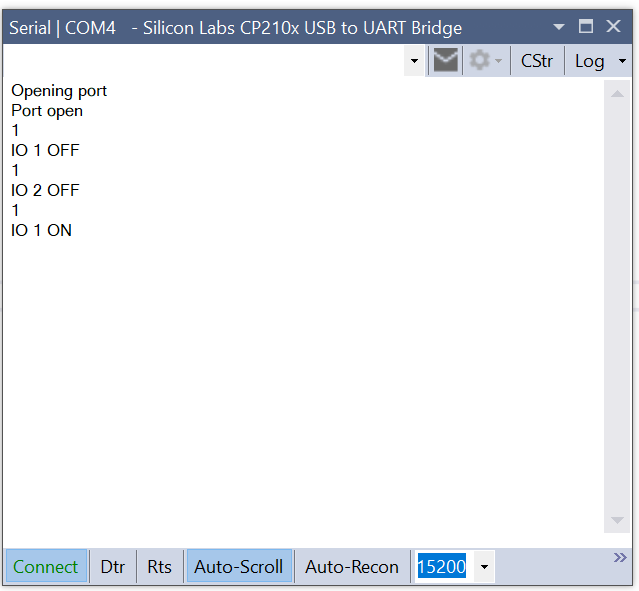 Serial | COM4 - Silicon Labs CP210x USB to UART Bridge
CStr Log
Opening port
Port open
1
IO 1 OFF
1
IO 2 OFF
1
IO 1 ON
Connect Dtr Rts Auto-Scroll Auto-Recon 15200